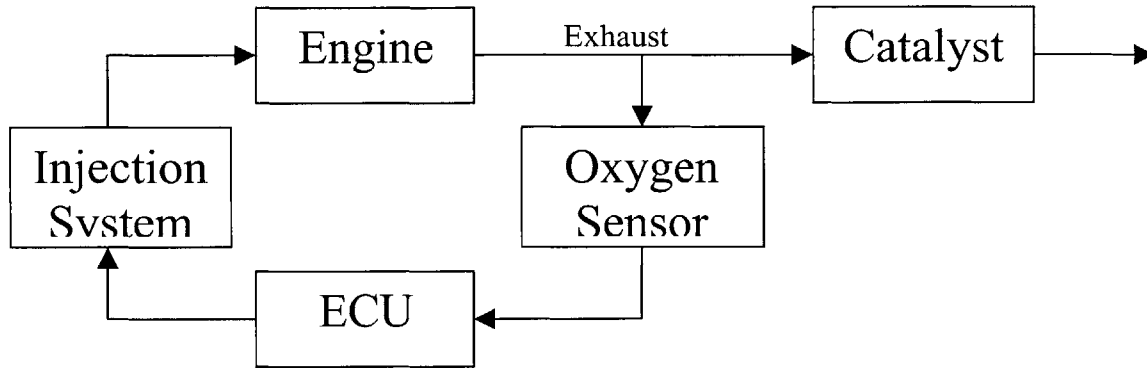 Engine
Exhaust
Catalyst
Injection
System
Oxygen
Sensor
ECU